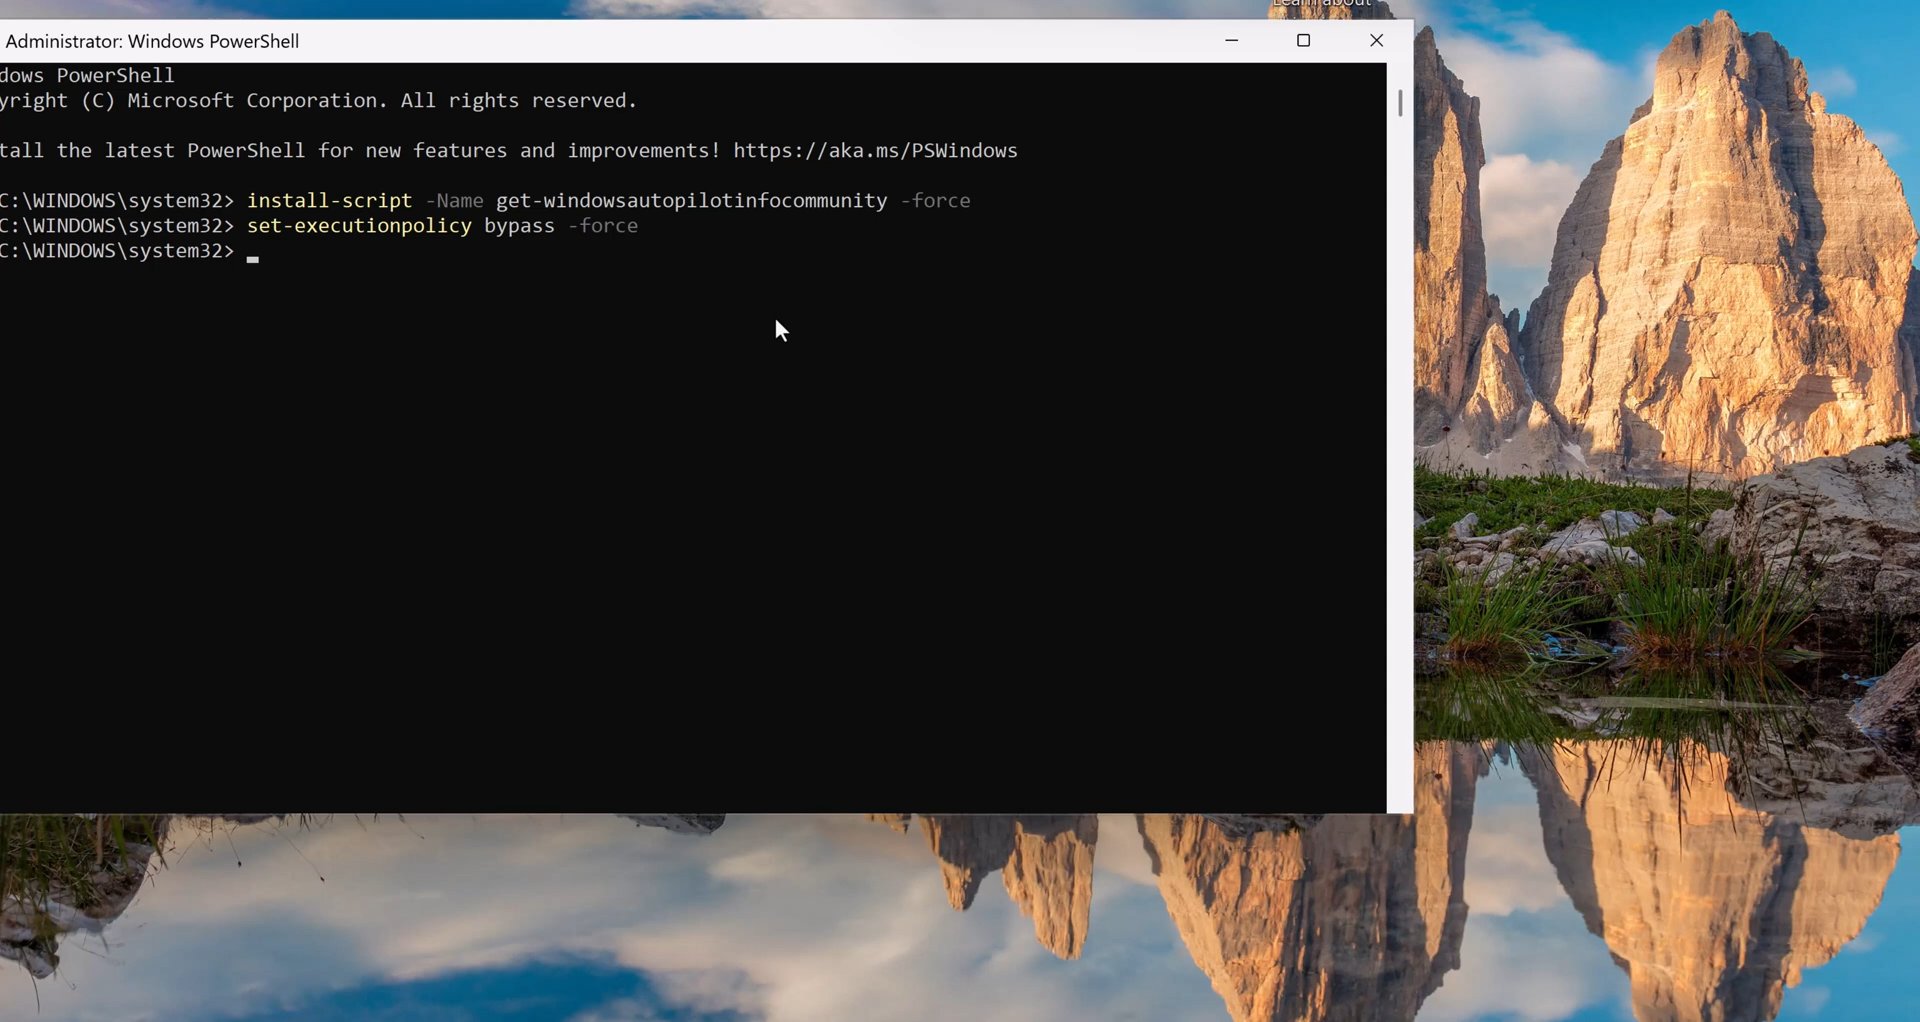 Learn about
Administrator: Windows PowerShell
dows PowerShell
yright (C) Microsoft Corporation. All rights reserved.
tall the latest PowerShell for new features and improvements! https://aka.ms/PSWindows
C:\WINDOWS\system32> install-script -Name get-windowsautopilotinfocommunity -force
C:\WINDOWS\system32> set-executionpolicy bypass -force
C:\WINDOWS\system32>